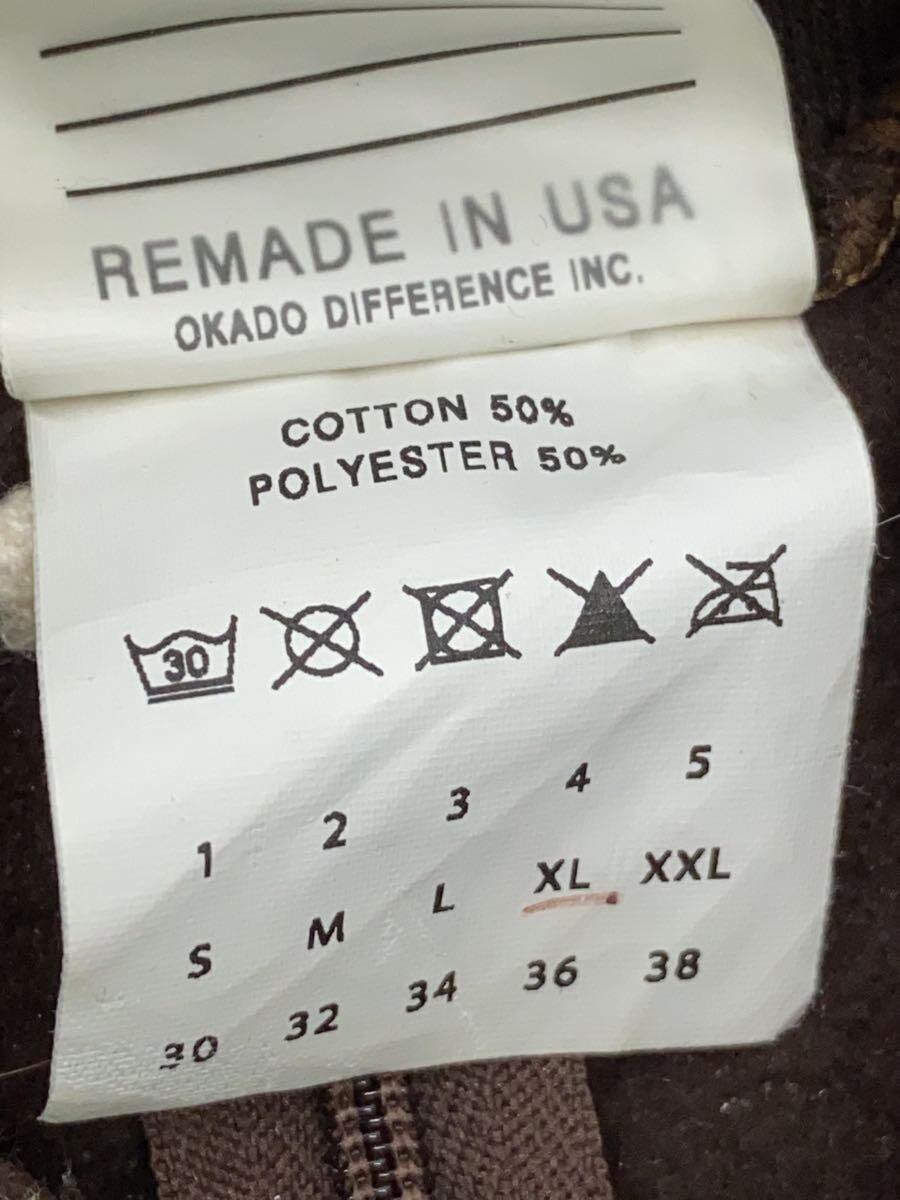 REMADE IN USA
OKADO DIFFERENCE INC.
COTTON 50%
POLYESTER 50%
30
1 2 3 4 5
S M L XL XXL
30 32 34 36 38